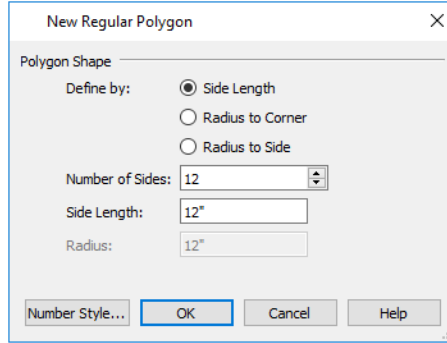 New Regular Polygon
Polygon Shape
Define by: Side Length
Radius to Corner
Radius to Side
Number of Sides: 12
Side Length: 12"
Radius: 12"
Number Style... OK Cancel Help